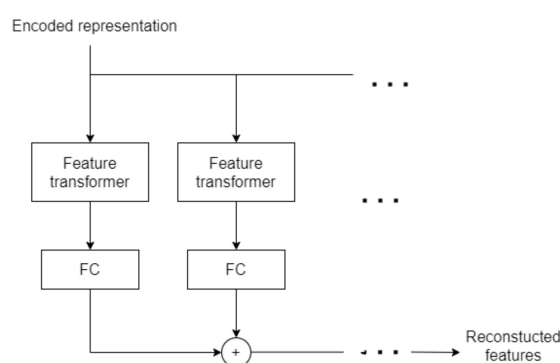 Encoded representation
Feature
transformer
Feature
transformer
FC
FC
+
Reconstucted
features